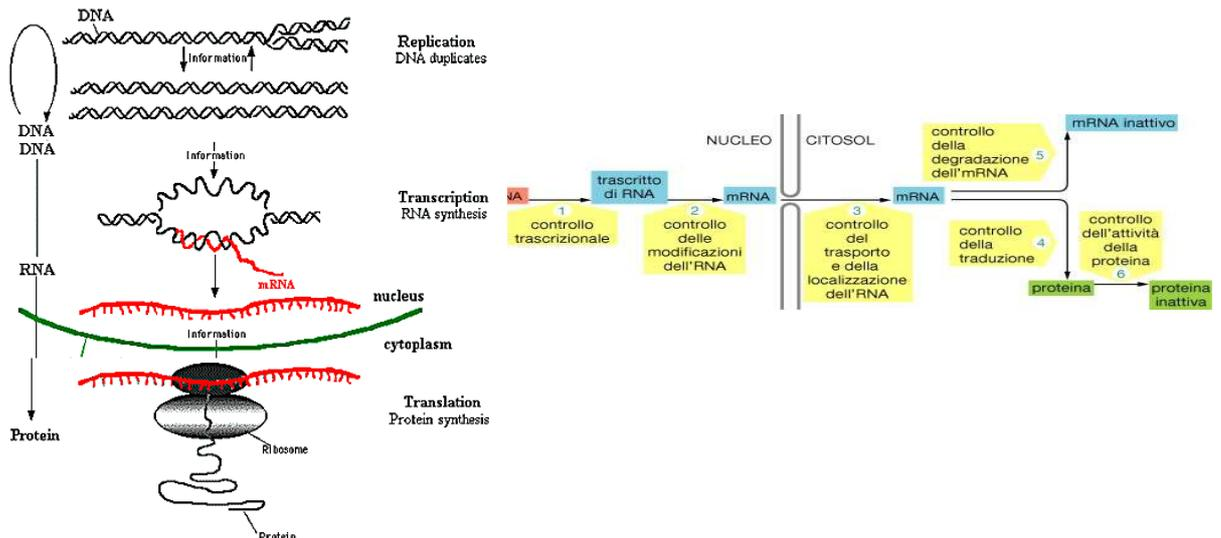 DNA
Information
Replication
DNA duplicates
DNA
DNA
Information
Transcription
RNA synthesis
RNA
mRNA
nucleus
Information
cytoplasm
Translation
Protein synthesis
Protein
Ribosome
Protein
NUCLEO
CITOSOL
NA
trascritto
di RNA
mRNA
mRNA
mRNA inattivo
1
controllo
trascrizionale
2
controllo
delle
modificazioni
dell'RNA
3
controllo
del
trasporto
e della
localizzazione
dell'RNA
controllo
della
degradazione
dell'mRNA
5
controllo
della
traduzione
4
controllo
dell'attività
della
proteina
6
proteina
proteina
inattiva